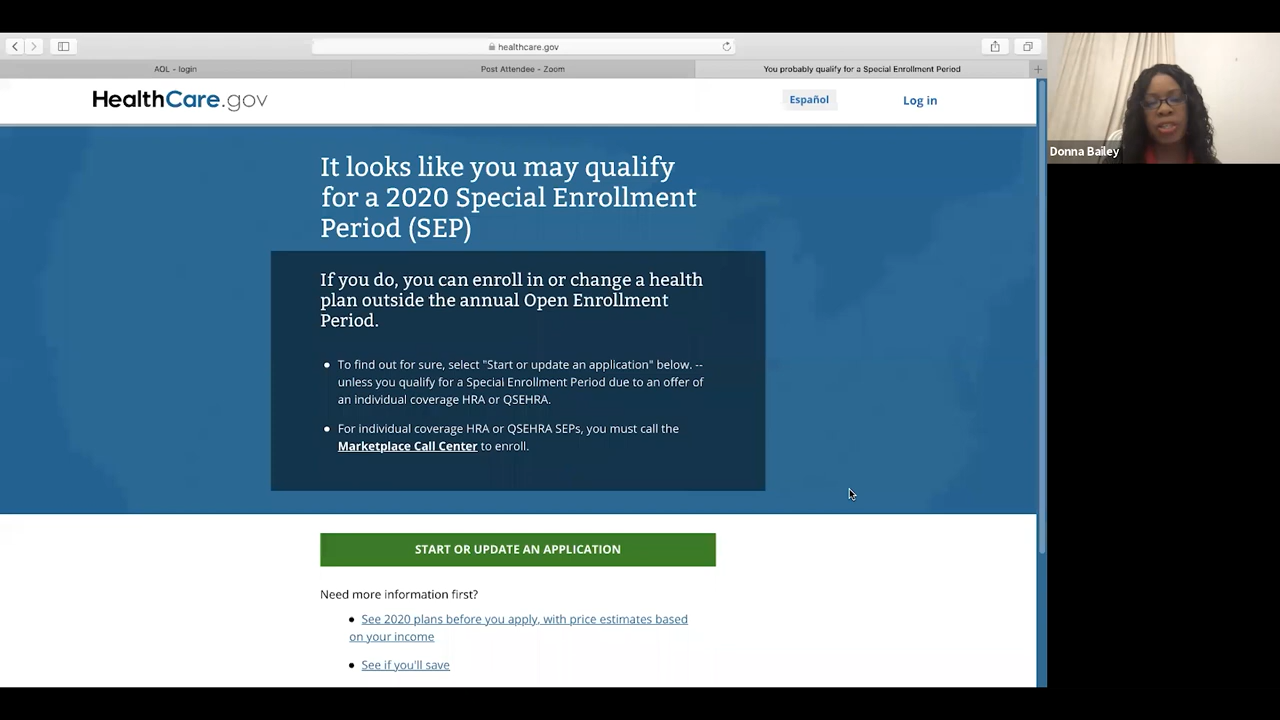 healthcare.gov
AOL - login
Post Attendee - Zoom
You probably qualify for a Special Enrollment Period
HealthCare.gov
Español
Log in
Donna Bailey
It looks like you may qualify
for a 2020 Special Enrollment
Period (SEP)
If you do, you can enroll in or change a health
plan outside the annual Open Enrollment
Period.
To find out for sure, select "Start or update an application" below. --
unless you qualify for a Special Enrollment Period due to an offer of
an individual coverage HRA or QSEHRA.
For individual coverage HRA or QSEHRA SEPs, you must call the
Marketplace Call Center to enroll.
START OR UPDATE AN APPLICATION
Need more information first?
See 2020 plans before you apply, with price estimates based
on your income
See if you'll save